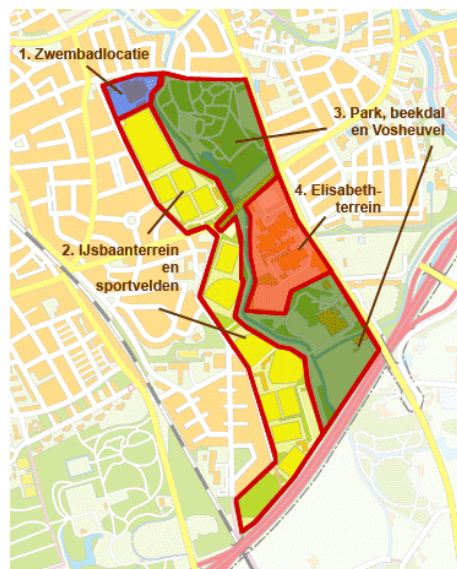 1. Zwembadlocatie
3. Park, beekdal
en Vosheuvel
4. Elisabeth-
terrein
2. IJsbaanterrein
en
sportvelden